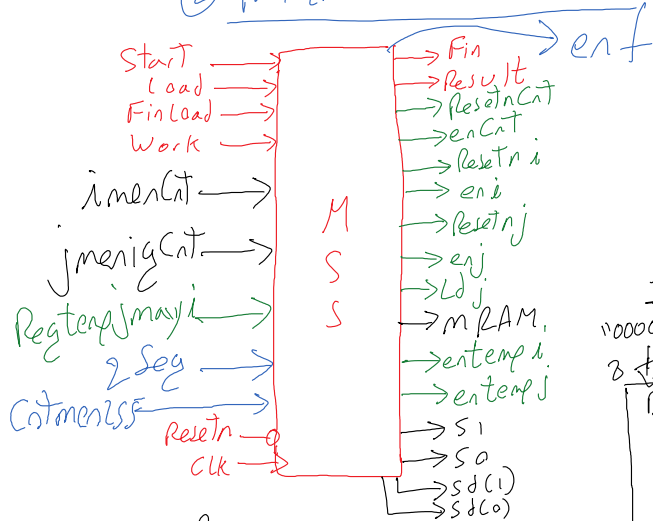 enf
Start
Load
FinLoad
Work
imenCnt
jmenigCnt
Regtempjmayi
2Seg
Cntmen255
Resetn
CLK
M
S
S
Fin
Result
ResetnCnt
enCnt
Resetni
eni
Resetnj
enj
Ldj
mRAM
entempi
entempj
S1
S0
Sd(1)
Sd(0)